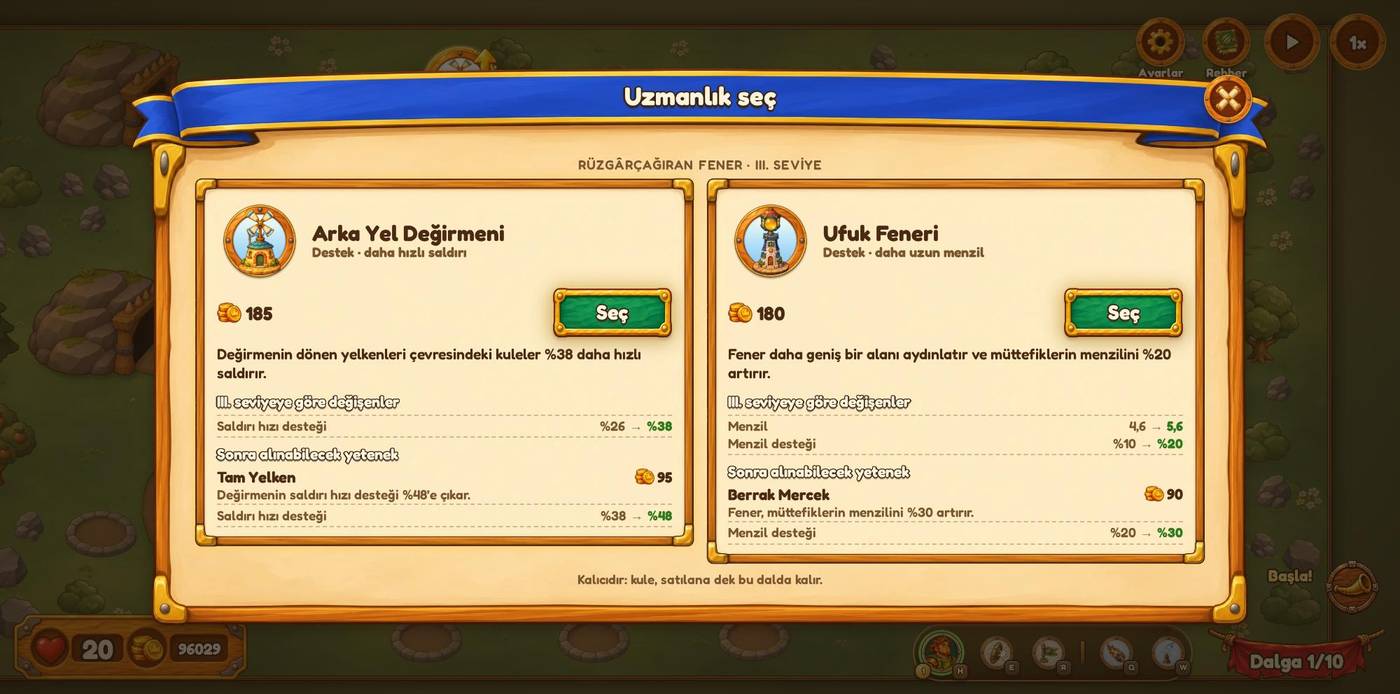 Avarlar
Rehber
1x
Uzmanlık seç
RÜZGÂRÇAĞIRAN FENER · III. SEVİYE
Arka Yel Değirmeni
Destek · daha hızlı saldırı
185
Seç
Değirmenin dönen yelkenleri çevresindeki kuleler %38 daha hızlı
saldırır.
III. seviyeye göre değişenler
Saldırı hızı desteği %26 → %38
Sonra alınabilecek yetenek
Tam Yelken 95
Değirmenin saldırı hızı desteği %48'e çıkar.
Saldırı hızı desteği %38 → %48
Ufuk Feneri
Destek · daha uzun menzil
180
Seç
Fener daha geniş bir alanı aydınlatır ve müttefiklerin menzilini %20
artırır.
III. seviyeye göre değişenler
Menzil 4,6 → 5,6
Menzil desteği %10 → %20
Sonra alınabilecek yetenek
Berrak Mercek 90
Fener, müttefiklerin menzilini %30 artırır.
Menzil desteği %20 → %30
Kalıcıdır: kule, satılana dek bu dalda kalır.
Başla!
20
96029
H
E
R
Q
W
Dalga 1/10